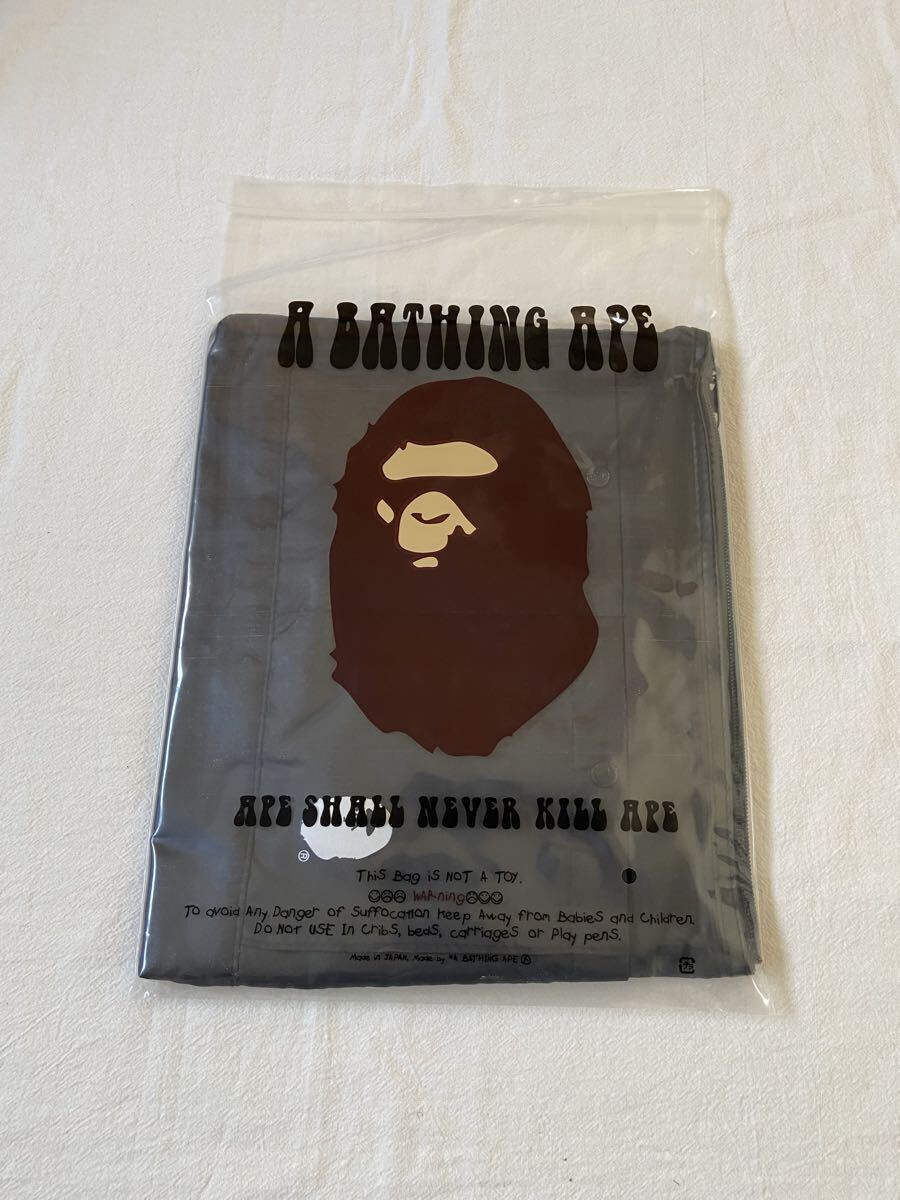 A BATHING APE
APE SHALL NEVER KILL APE
®
This Bag is NOT A TOY.
WARning
To avoid Any Danger of Suffocation Keep Away from Babies and Children.
Do NOT USE In Cribs, beds, carriages or Play pens.
Made in JAPAN, Made by *A BATHING APE Ⓐ
プラ